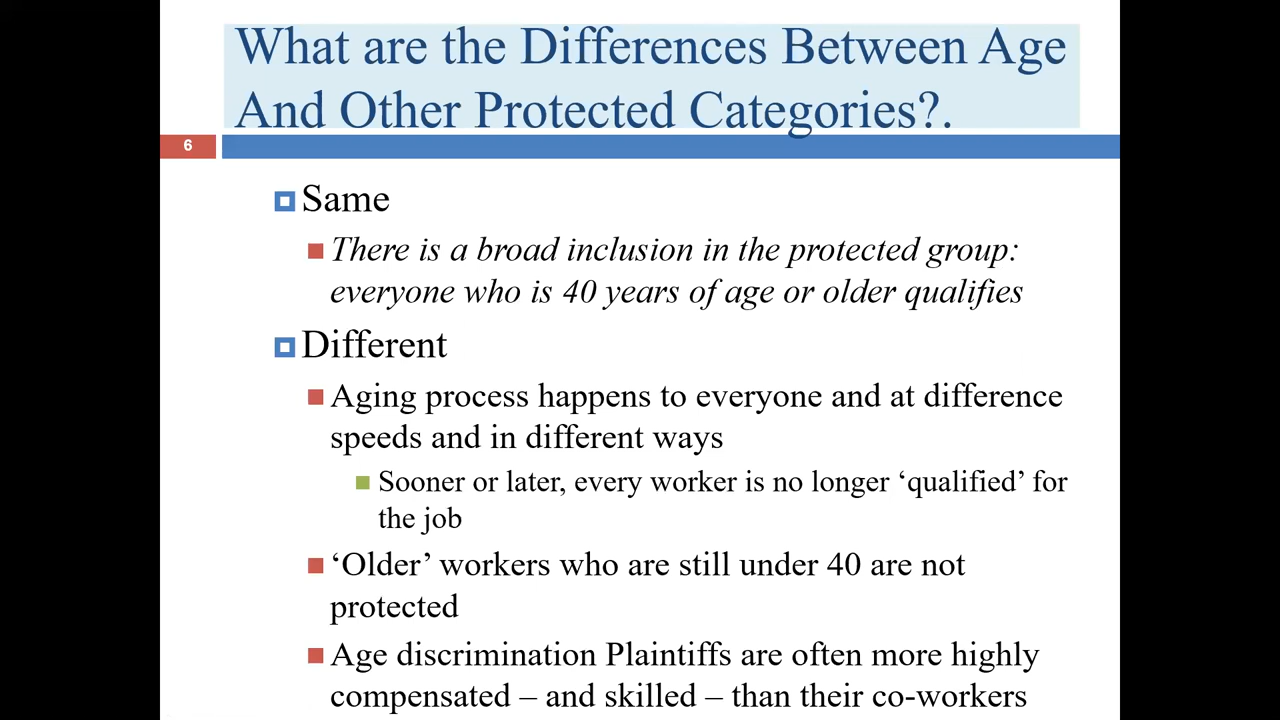 What are the Differences Between Age
And Other Protected Categories?.
6
Same
There is a broad inclusion in the protected group:
everyone who is 40 years of age or older qualifies
Different
Aging process happens to everyone and at difference
speeds and in different ways
Sooner or later, every worker is no longer ‘qualified’ for
the job
‘Older’ workers who are still under 40 are not
protected
Age discrimination Plaintiffs are often more highly
compensated – and skilled – than their co-workers